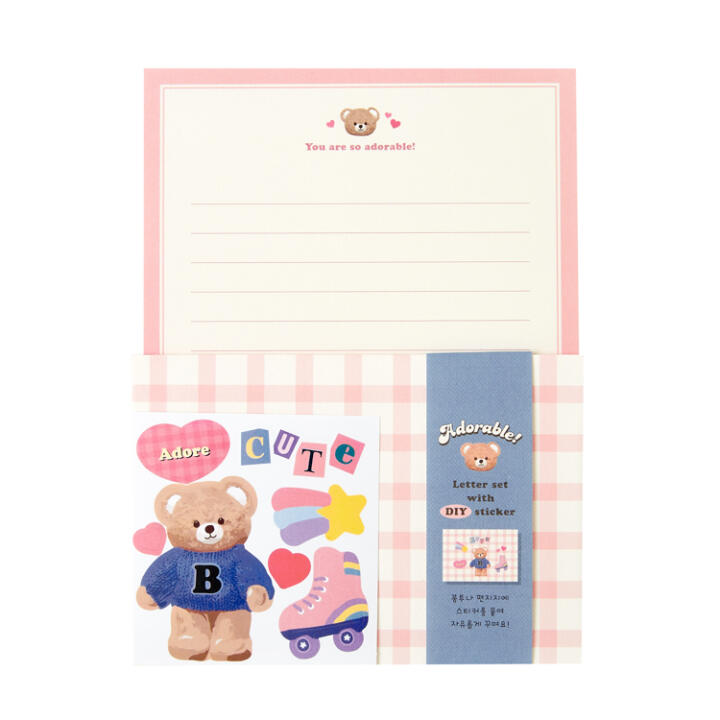 You are so adorable!
Adore
CUTe
B
Adorable!
Letter set
with
DIY sticker
봉투나 편지지에
스티커를 붙여
자유롭게 꾸며요!